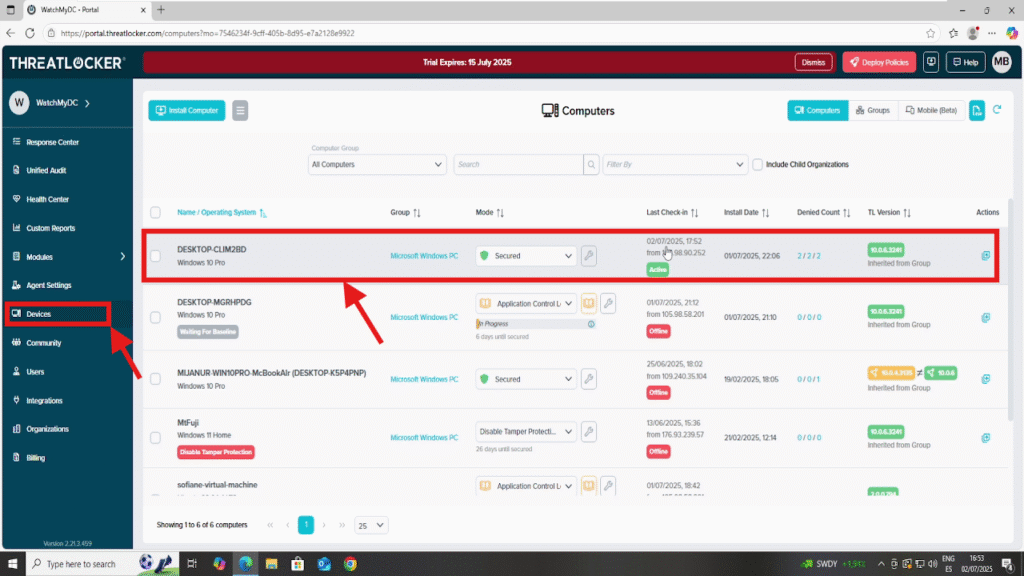 WatchMyDC - Portal
https://portal.threatlocker.com/computers?mo=7546234f-9cff-405b-8d95-e7a2128e9922
THREATLOCKER
Trial Expires: 15 July 2025
Dismiss
Deploy Policies
Help
MB
W
WatchMyDC
Response Center
Unified Audit
Health Center
Custom Reports
Modules
Agent Settings
Devices
Community
Users
Integrations
Organizations
Billing
Version 2.21.3.459
Install Computer
Computers
Computers
Groups
Mobile (Beta)
Computer Group
All Computers
Search
Filter By
Include Child Organizations
Name / Operating System
Group
Mode
Last Check-in
Install Date
Denied Count
TL Version
Actions
DESKTOP-CLIM2BD
Windows 10 Pro
Microsoft Windows PC
Secured
02/07/2025, 17:52
from
.98.90.252
Active
01/07/2025, 22:06
2 / 2 / 2
10.0.6.3241
Inherited from Group
DESKTOP-MGRHPDG
Windows 10 Pro
Waiting For Baseline
Microsoft Windows PC
Application Control L
In Progress
6 days until secured
01/07/2025, 21:12
from 105.98.58.201
Offline
01/07/2025, 21:10
0 / 0 / 0
10.0.6.3241
Inherited from Group
MIJANUR-WIN10PRO-McBookAir (DESKTOP-K5P4PNP)
Windows 10 Pro
Microsoft Windows PC
Secured
25/06/2025, 18:02
from 109.240.35.104
Offline
19/02/2025, 18:05
0 / 0 / 1
≠
10.0.6
Inherited from Group
MtFuji
Windows 11 Home
Disable Tamper Protection
Microsoft Windows PC
Disable Tamper Protecti...
26 days until secured
13/06/2025, 15:36
from 176.93.239.57
Offline
21/02/2025, 12:14
0 / 0 / 0
10.0.6.3241
Inherited from Group
sofiane-virtual-machine
Application Control L
01/07/2025, 18:42
Showing 1 to 6 of 6 computers
1
25
Type here to search
SWDY +1,91%
ENG
ES
16:53
02/07/2025